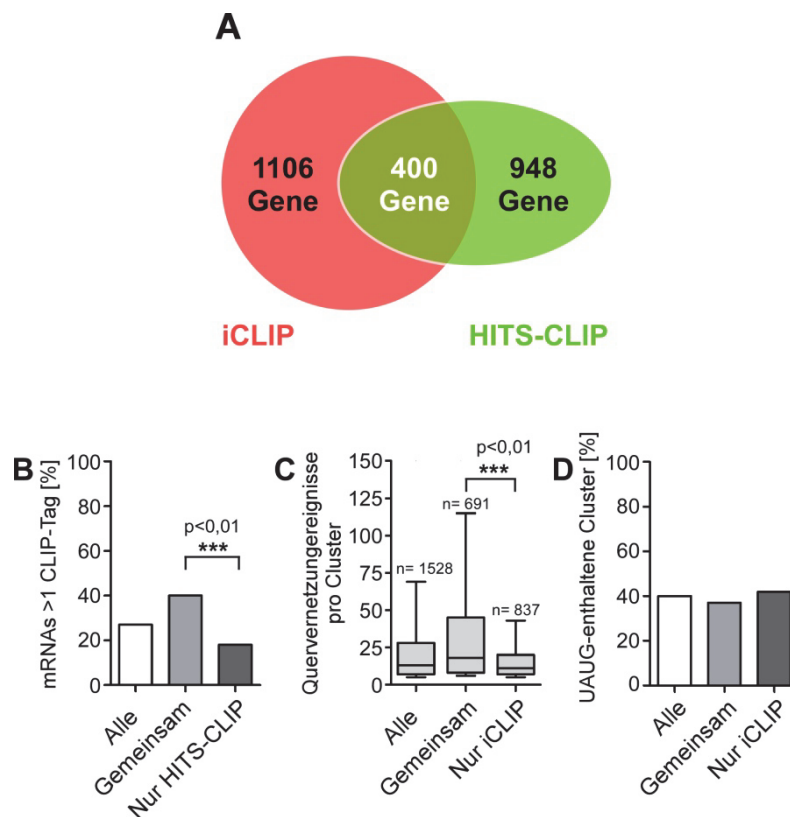 A
1106
Gene
400
Gene
948
Gene
iCLIP
HITS-CLIP
B
mRNAs >1 CLIP-Tag [%]
100
80
60
40
20
0
p<0,01
***
Alle
Gemeinsam
Nur HITS-CLIP
C
Quervernetzungereignisse
pro Cluster
150
125
100
75
50
25
0
p<0,01
***
n= 691
n= 1528
n= 837
Alle
Gemeinsam
Nur iCLIP
D
UAUG-enthaltene Cluster [%]
100
80
60
40
20
0
Alle
Gemeinsam
Nur iCLIP